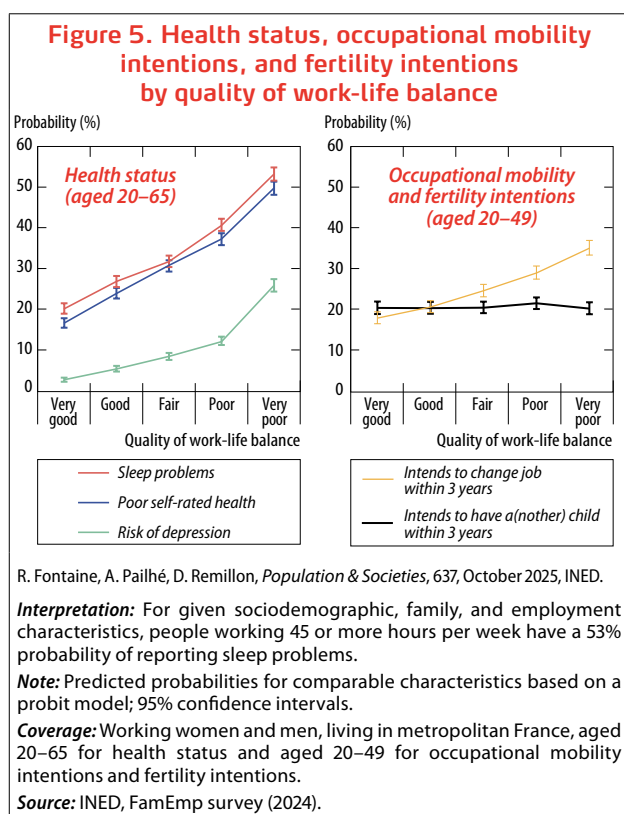 Figure 5. Health status, occupational mobility
intentions, and fertility intentions
by quality of work-life balance
Probability (%)
60
50
40
30
20
10
0
Health status
(aged 20–65)
Very
good
Good
Fair
Poor
Very
poor
Quality of work-life balance
Sleep problems
Poor self-rated health
Risk of depression
Probability (%)
60
50
40
30
20
10
0
Occupational mobility
and fertility intentions
(aged 20–49)
Very
good
Good
Fair
Poor
Very
poor
Quality of work-life balance
Intends to change job
within 3 years
Intends to have a(nother) child
within 3 years
R. Fontaine, A. Pailhé, D. Remillon, Population & Societies, 637, October 2025, INED.
Interpretation: For given sociodemographic, family, and employment
characteristics, people working 45 or more hours per week have a 53%
probability of reporting sleep problems.
Note: Predicted probabilities for comparable characteristics based on a
probit model; 95% confidence intervals.
Coverage: Working women and men, living in metropolitan France, aged
20–65 for health status and aged 20–49 for occupational mobility
intentions and fertility intentions.
Source: INED, FamEmp survey (2024).